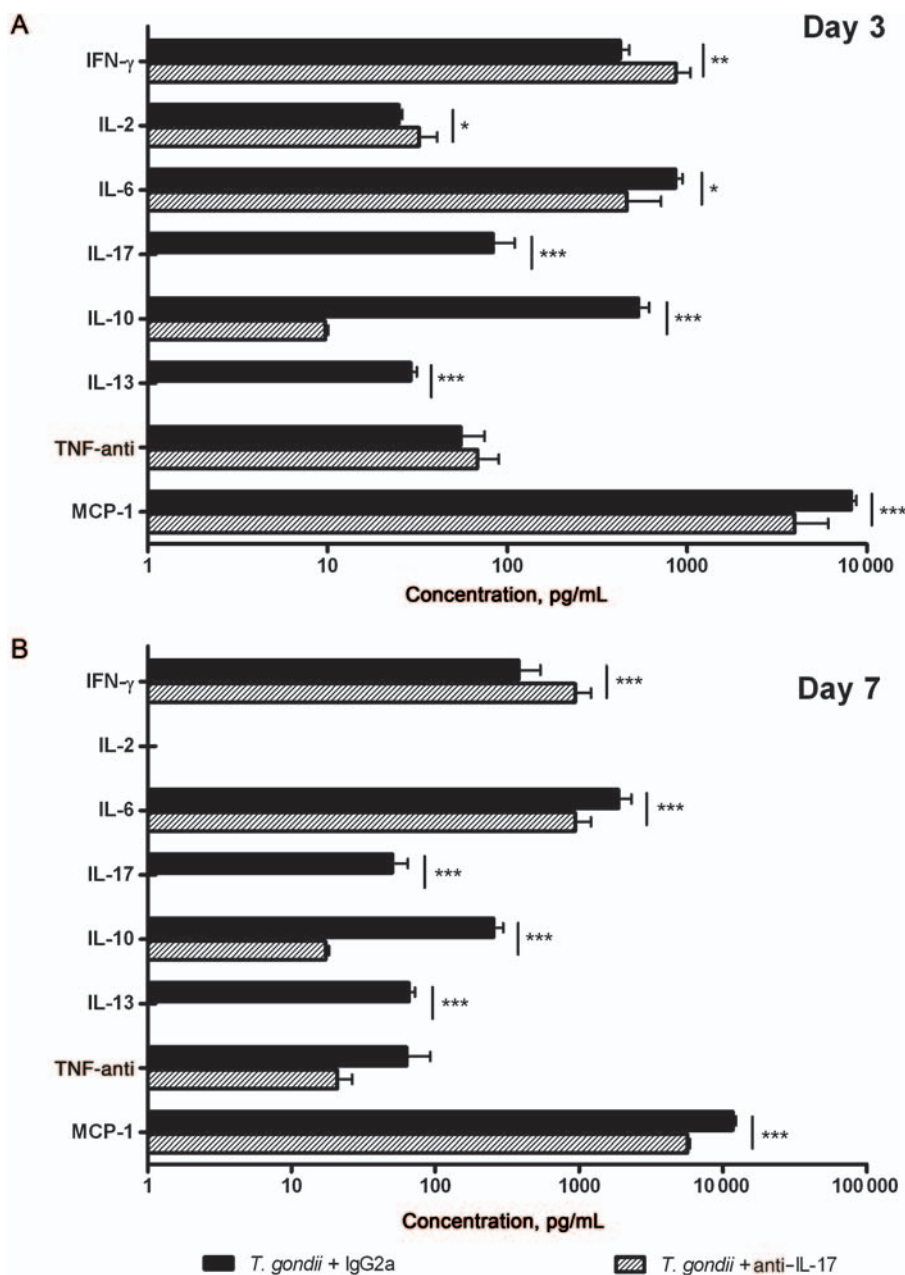 A
Day 3
IFN-γ
**
IL-2
*
IL-6
*
IL-17
***
IL-10
***
IL-13
***
TNF-anti
MCP-1
***
1 10 100 1000 10 000
Concentration, pg/mL
B
Day 7
IFN-γ
***
IL-2
IL-6
***
IL-17
***
IL-10
***
IL-13
***
TNF-anti
MCP-1
***
1 10 100 1000 10 000 100 000
Concentration, pg/mL
T. gondii + IgG2a T. gondii + anti–IL-17